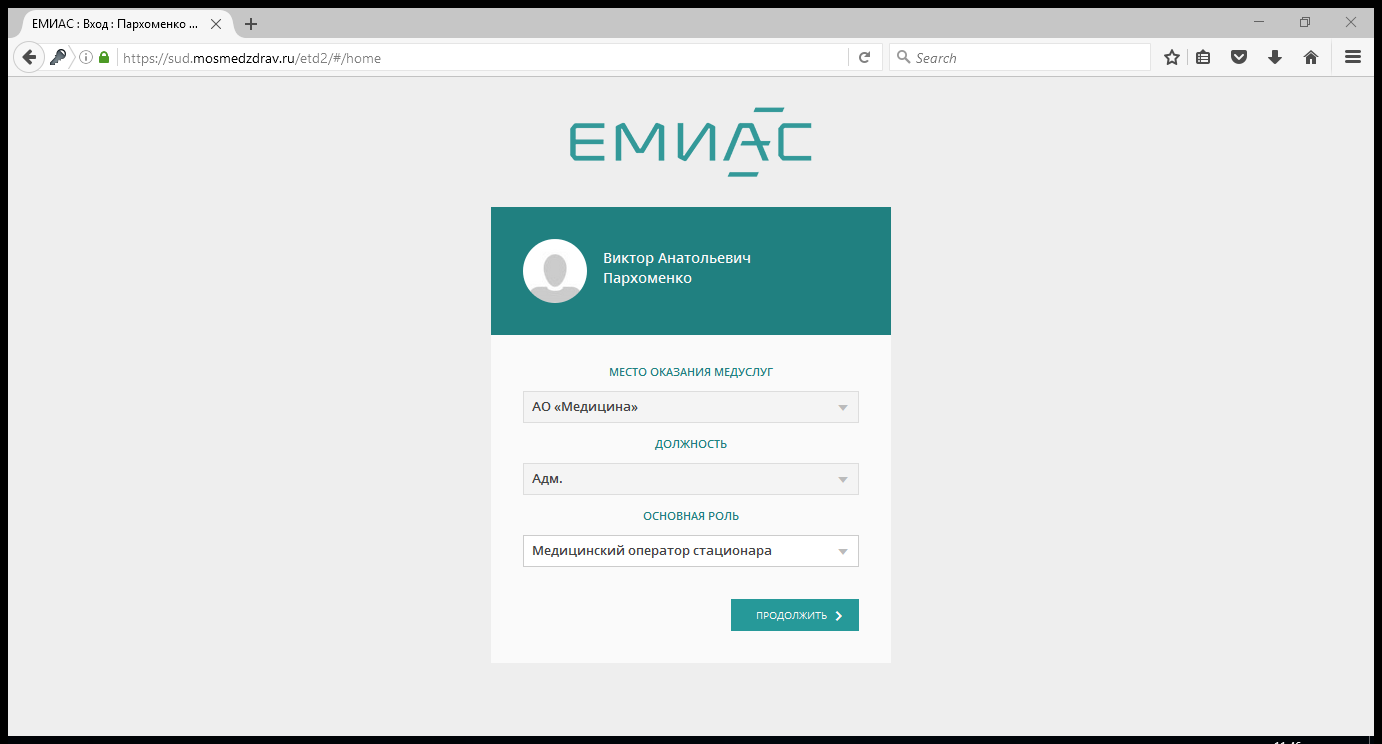 ЕМИАС : Вход : Пархоменко ...
https://sud.mosmedzdrav.ru/etd2/#/home
Search
ЕМИАС
Виктор Анатольевич
Пархоменко
МЕСТО ОКАЗАНИЯ МЕДУСЛУГ
АО «Медицина»
ДОЛЖНОСТЬ
Адм.
ОСНОВНАЯ РОЛЬ
Медицинский оператор стационара
ПРОДОЛЖИТЬ